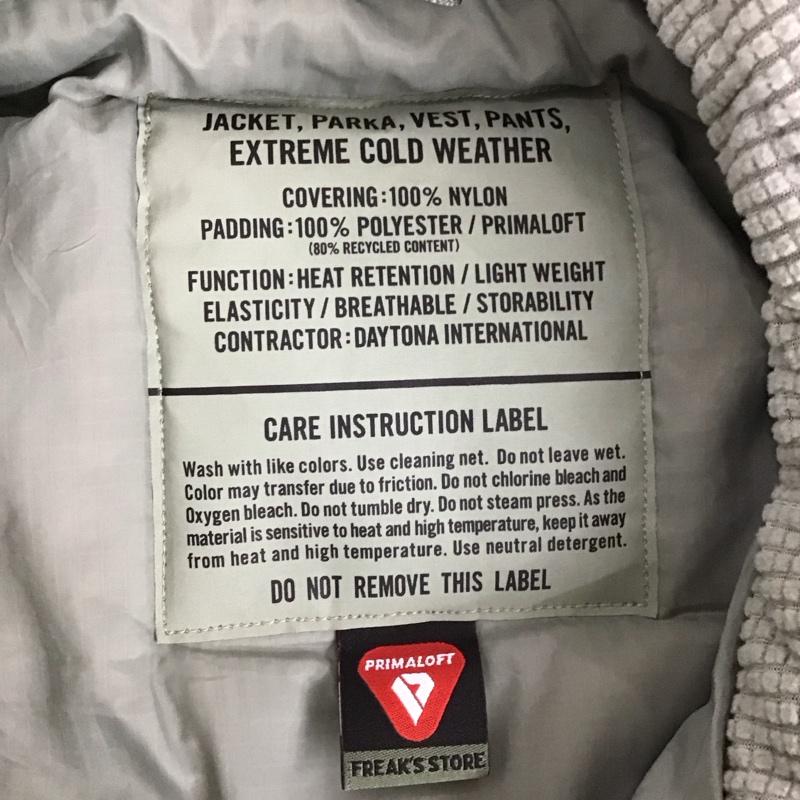 JACKET, PARKA, VEST, PANTS,
EXTREME COLD WEATHER
COVERING:100% NYLON
PADDING:100% POLYESTER / PRIMALOFT
(80% RECYCLED CONTENT)
FUNCTION:HEAT RETENTION / LIGHT WEIGHT
ELASTICITY / BREATHABLE / STORABILITY
CONTRACTOR:DAYTONA INTERNATIONAL
CARE INSTRUCTION LABEL
Wash with like colors. Use cleaning net. Do not leave wet.
Color may transfer due to friction. Do not chlorine bleach and
Oxygen bleach. Do not tumble dry. Do not steam press. As the
material is sensitive to heat and high temperature, keep it away
from heat and high temperature. Use neutral detergent.
DO NOT REMOVE THIS LABEL
PRIMALOFT
FREAK'S STORE